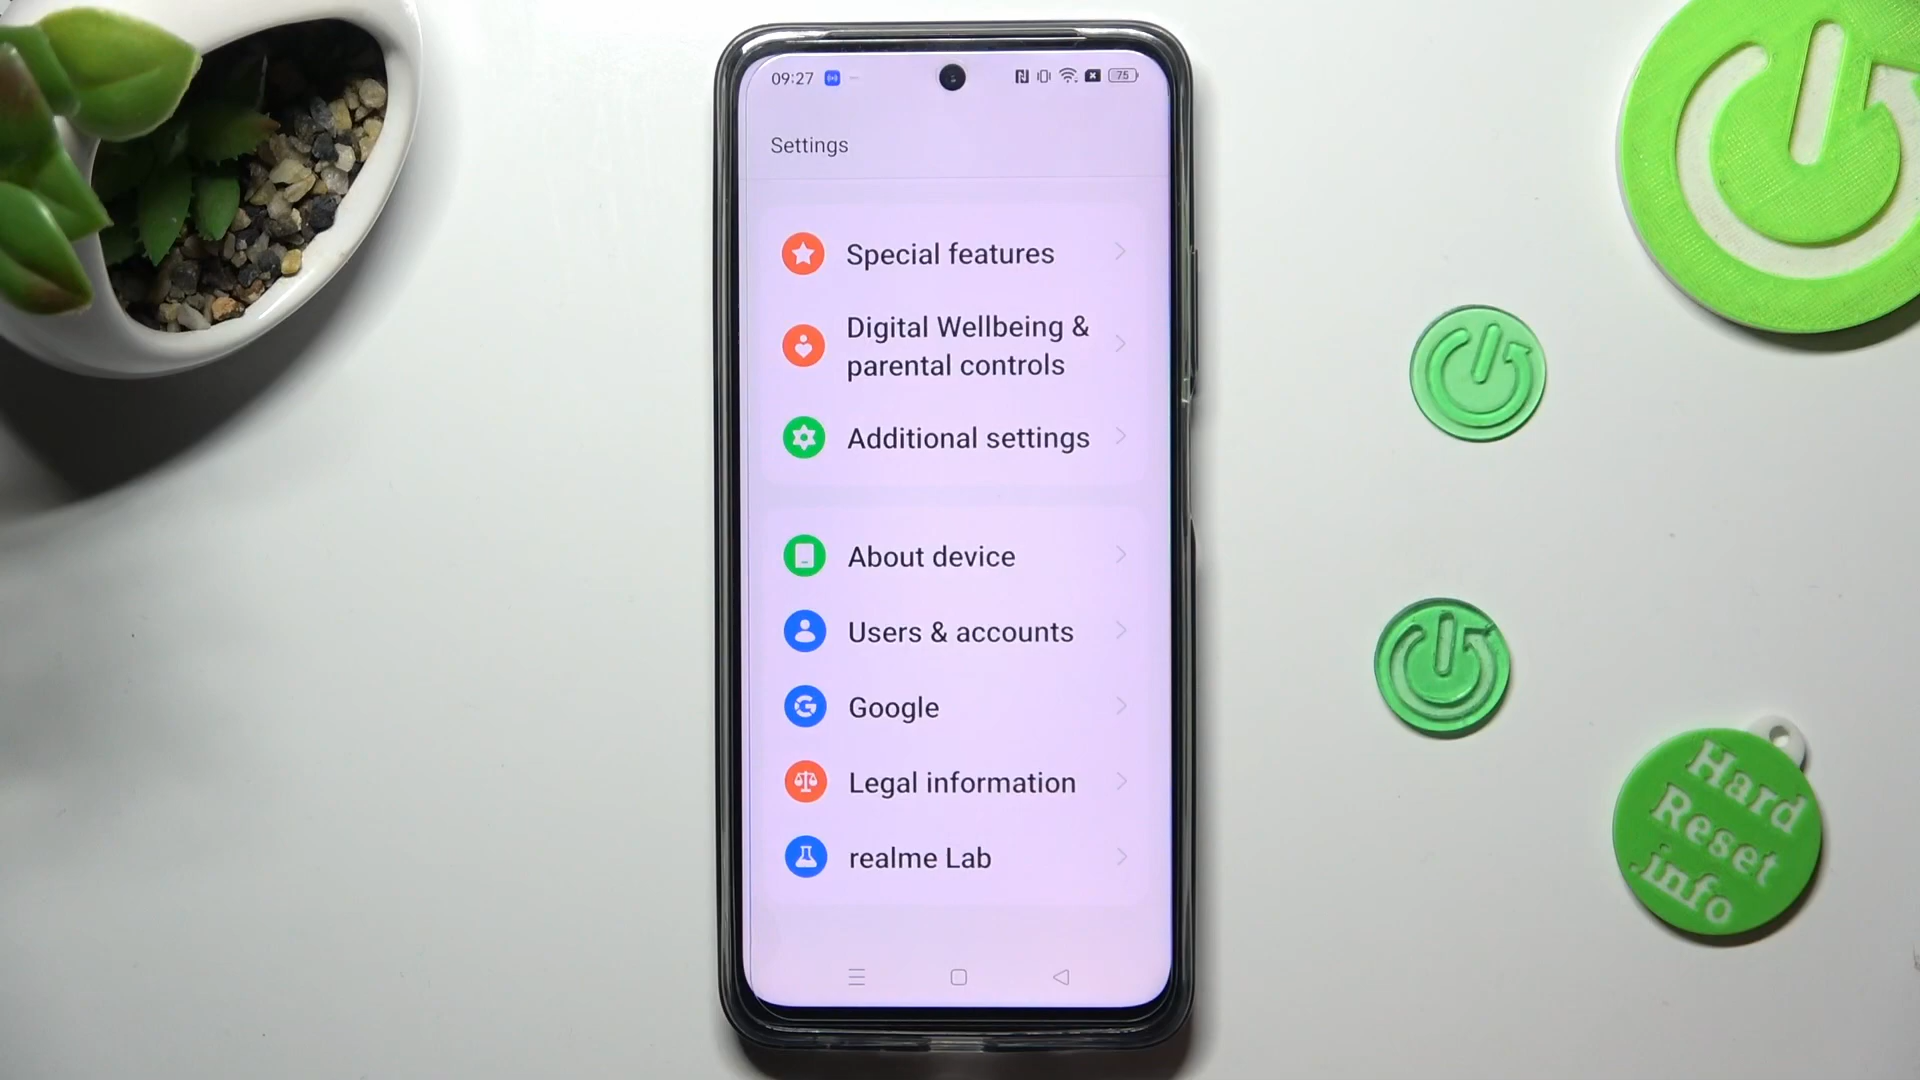 09:27
75
Settings
Special features
Digital Wellbeing &
parental controls
Additional settings
About device
Users & accounts
Google
Legal information
realme Lab
Hard
Reset
.info